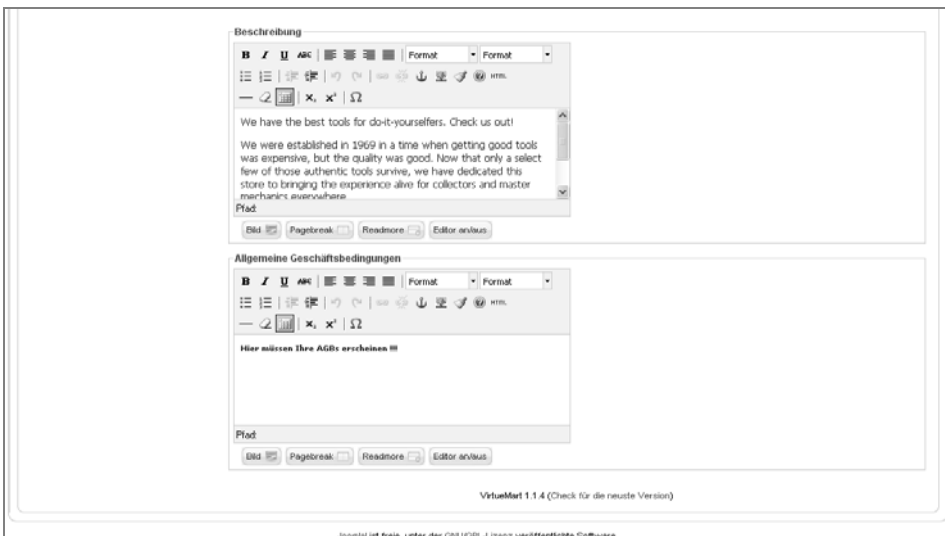 Beschreibung
B I U ABC Format Format
HTML
X₂ X² Ω
We have the best tools for do-it-yourselfers. Check us out!
We were established in 1969 in a time when getting good tools
was expensive, but the quality was good. Now that only a select
few of those authentic tools survive, we have dedicated this
store to bringing the experience alive for collectors and master
mechanics everywhere
Pfad:
Bild Pagebreak Readmore Editor an/aus
Allgemeine Geschäftsbedingungen
B I U ABC Format Format
HTML
X₂ X² Ω
Hier müssen Ihre AGBs erscheinen !!!
Pfad:
Bild Pagebreak Readmore Editor an/aus
VirtueMart 1.1.4 (Check für die neuste Version)
Joomla! ist freie, unter der GNU/GPL-Lizenz veröffentlichte Software